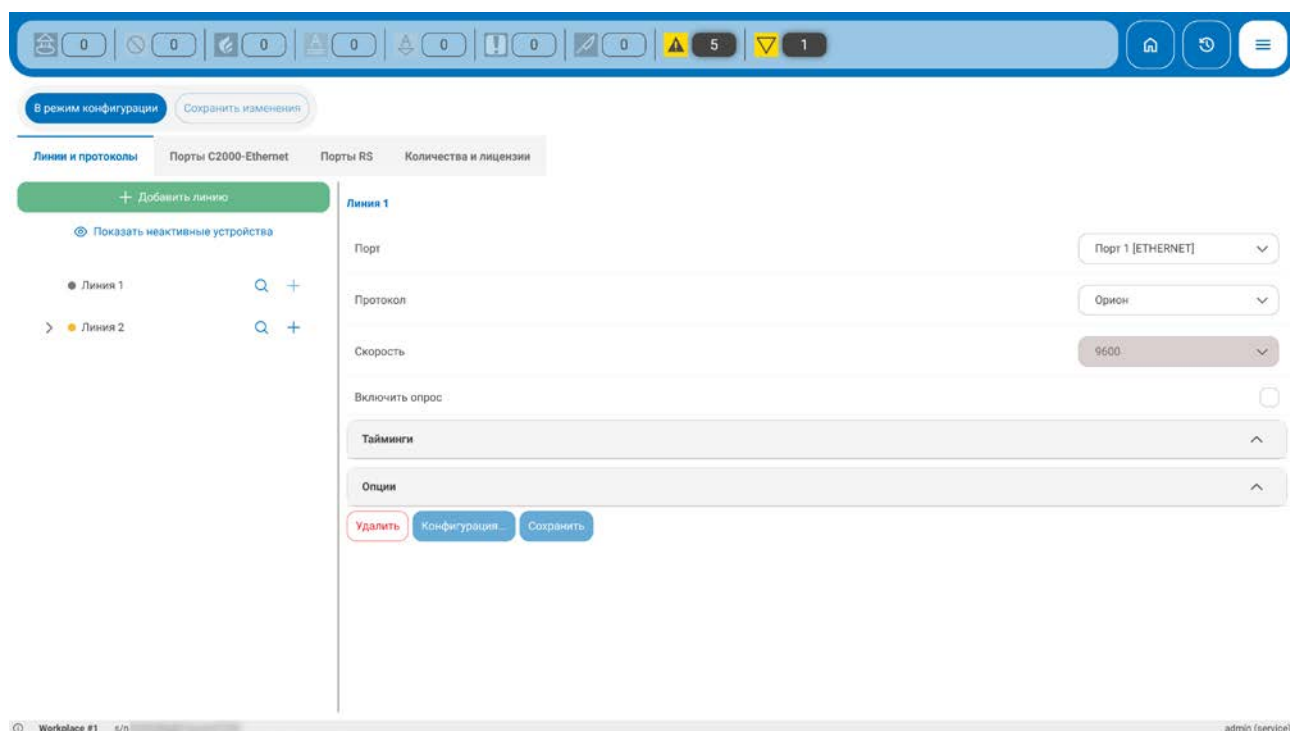 0 0 0 0 0 0 0 5 1
В режим конфигурации Сохранить изменения
Линии и протоколы Порты С2000-Ethernet Порты RS Количества и лицензии
+ Добавить линию
Линия 1
Показать неактивные устройства
Порт Порт 1 [ETHERNET]
Линия 1
Протокол Орион
Линия 2
Скорость 9600
Включить опрос
Тайминги
Опции
Удалить Конфигурация... Сохранить
Workplace #1 s/n admin (service)